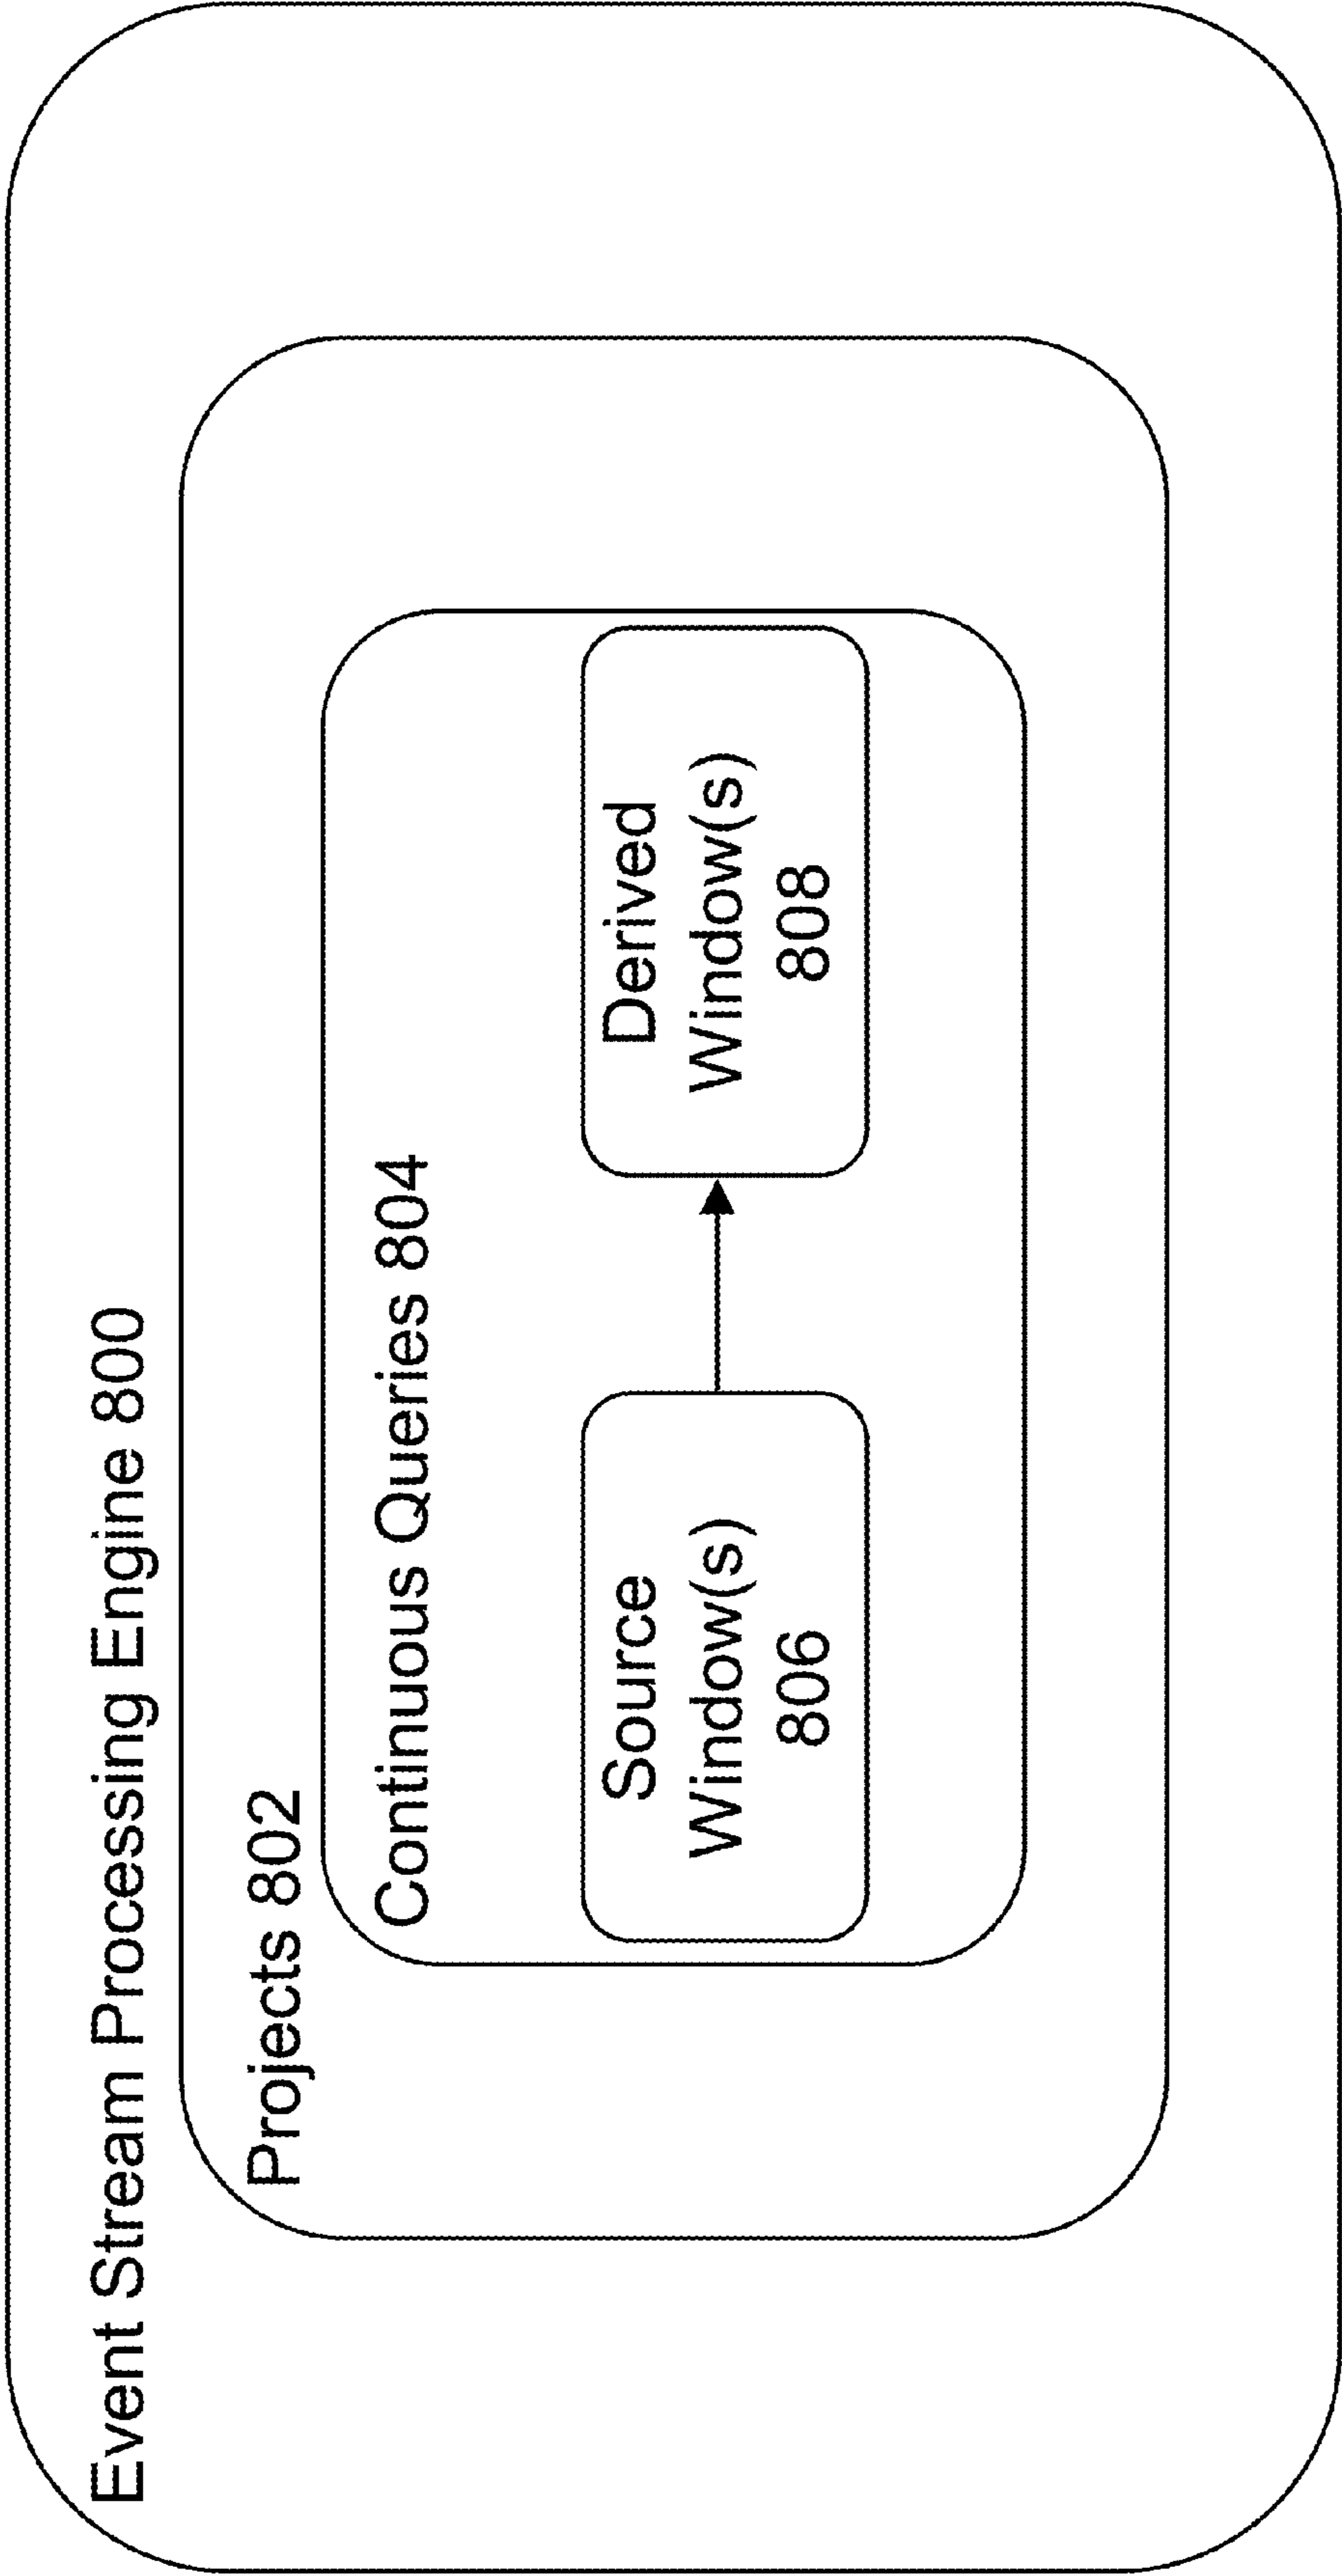 Event Stream Processing Engine 800
Projects 802
Continuous Queries 804
Source
Window(s)
806
Derived
Window(s)
808